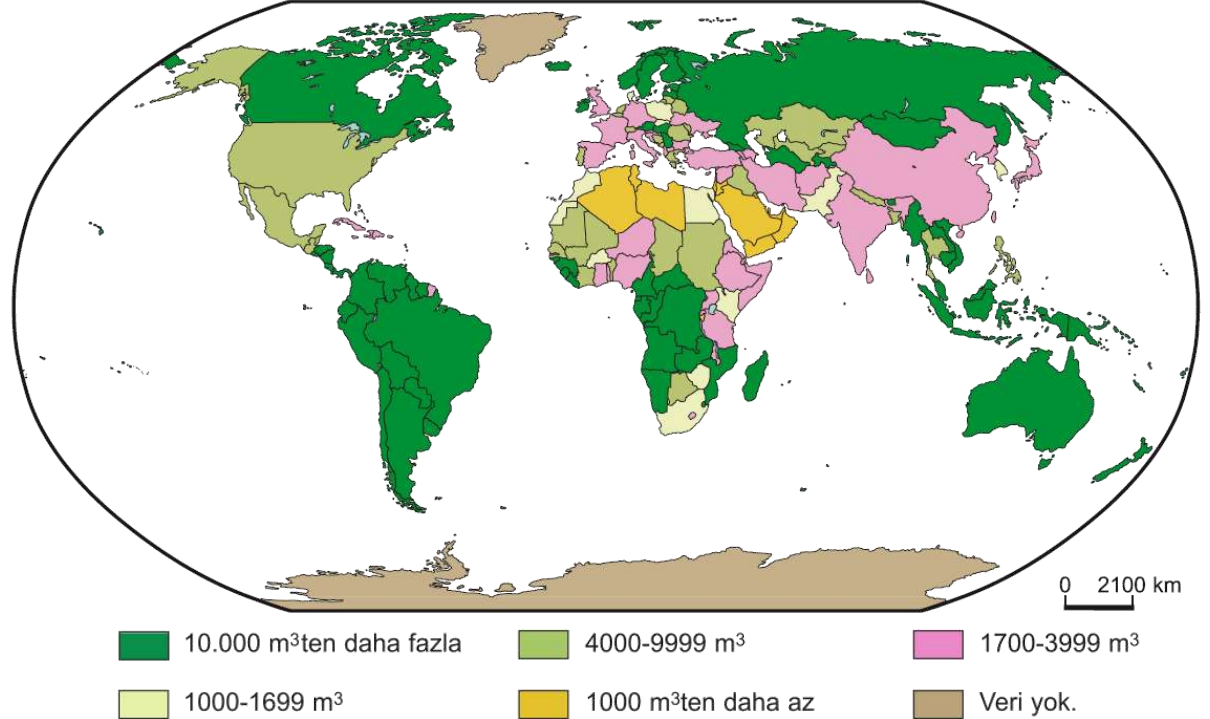 0 2100 km
10.000 m³ten daha fazla
4000-9999 m³
1700-3999 m³
1000-1699 m³
1000 m³ten daha az
Veri yok.